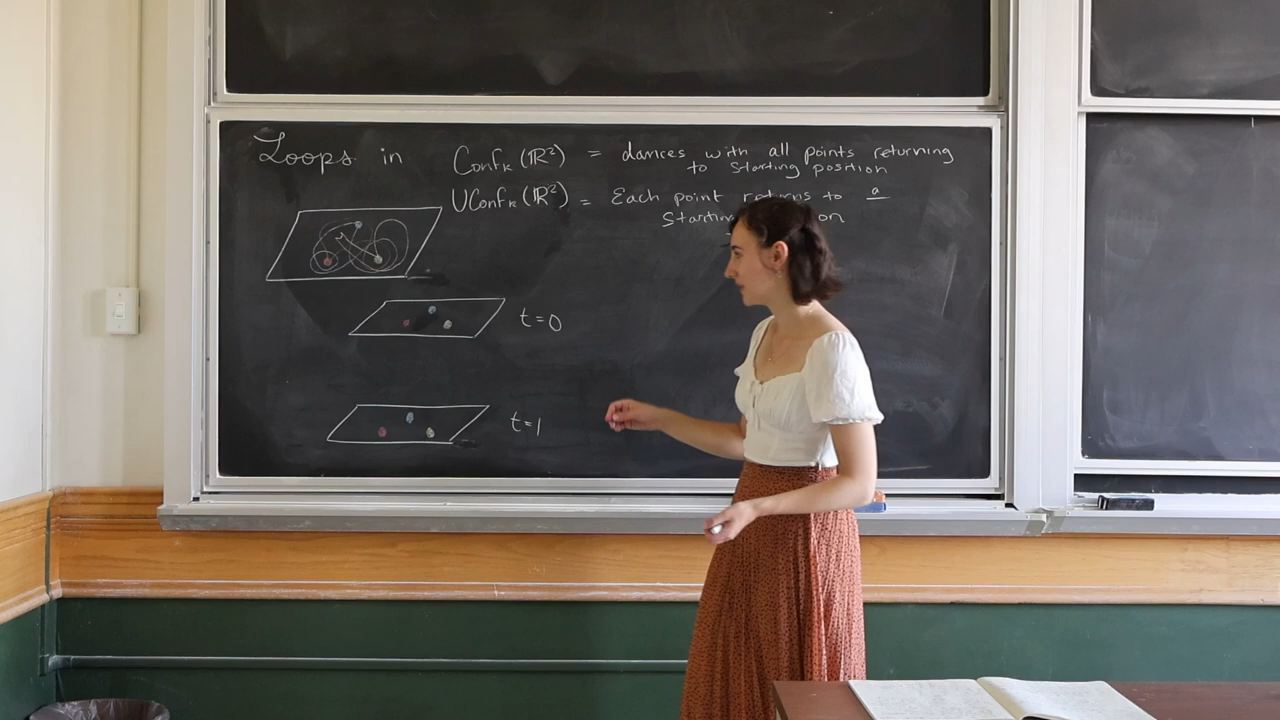 Loops in Confₖ(ℝ²) = dances with all points returning
to starting position
UConfₖ(ℝ²) = Each point returns to a
t=0
t=1